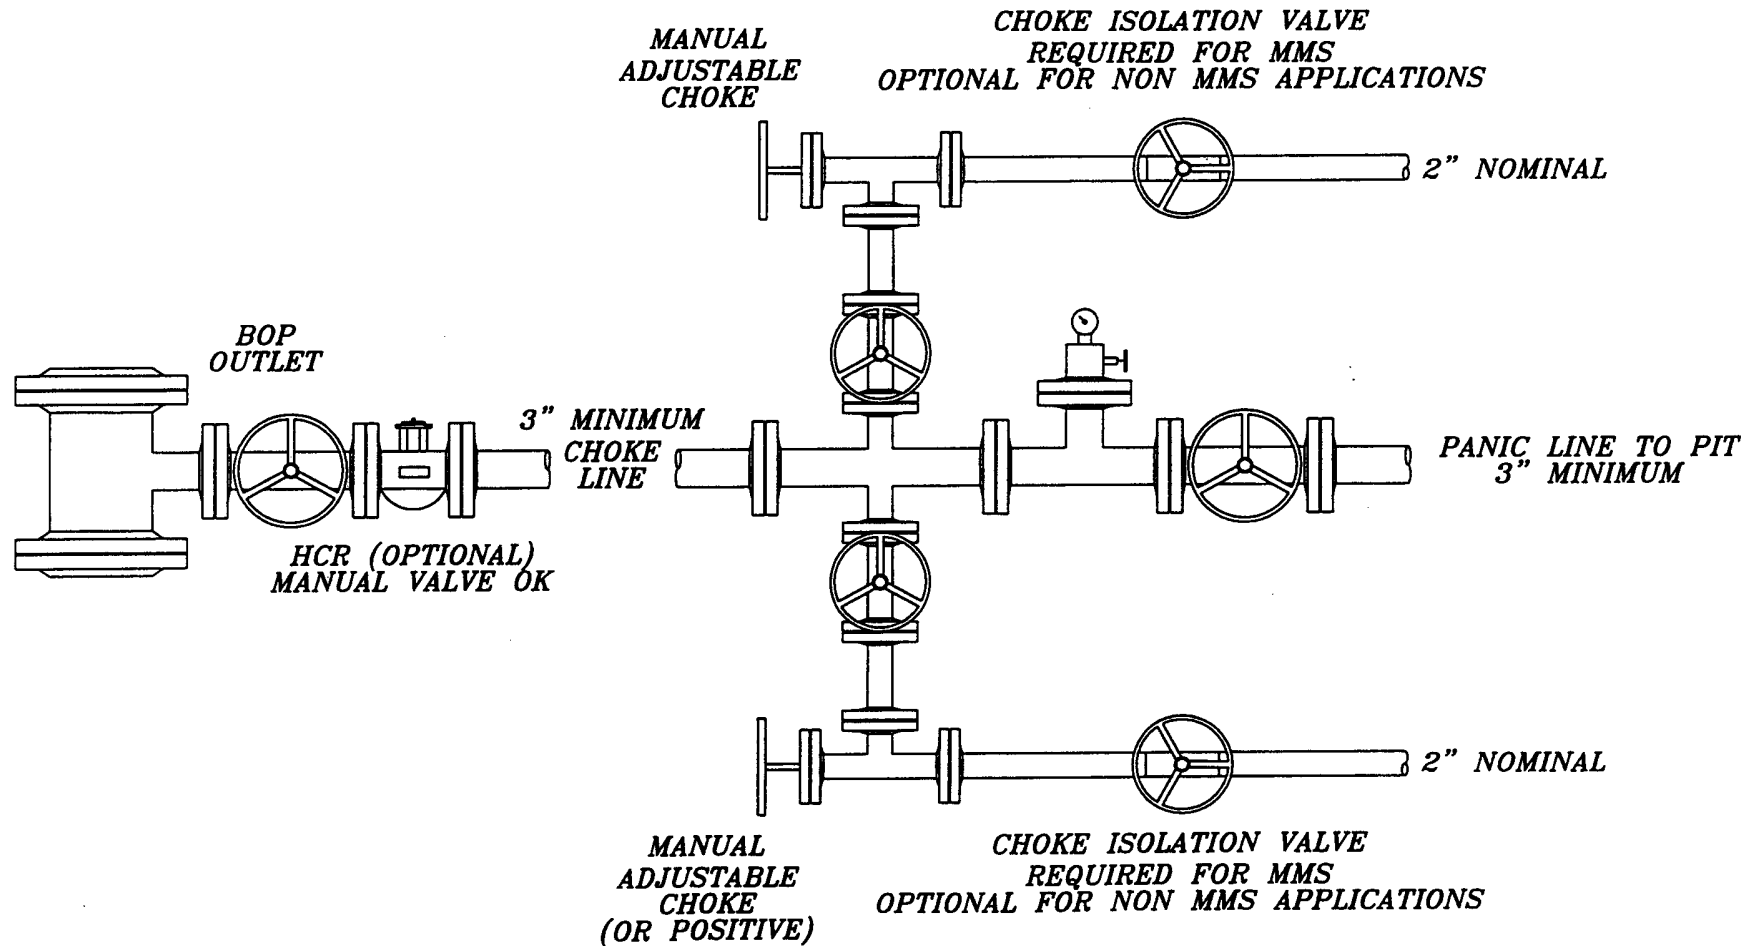 MANUAL
ADJUSTABLE
CHOKE
CHOKE ISOLATION VALVE
REQUIRED FOR MMS
OPTIONAL FOR NON MMS APPLICATIONS
2" NOMINAL
BOP
OUTLET
3" MINIMUM
CHOKE
LINE
PANIC LINE TO PIT
3" MINIMUM
HCR (OPTIONAL)
MANUAL VALVE OK
2" NOMINAL
MANUAL
ADJUSTABLE
CHOKE
(OR POSITIVE)
CHOKE ISOLATION VALVE
REQUIRED FOR MMS
OPTIONAL FOR NON MMS APPLICATIONS